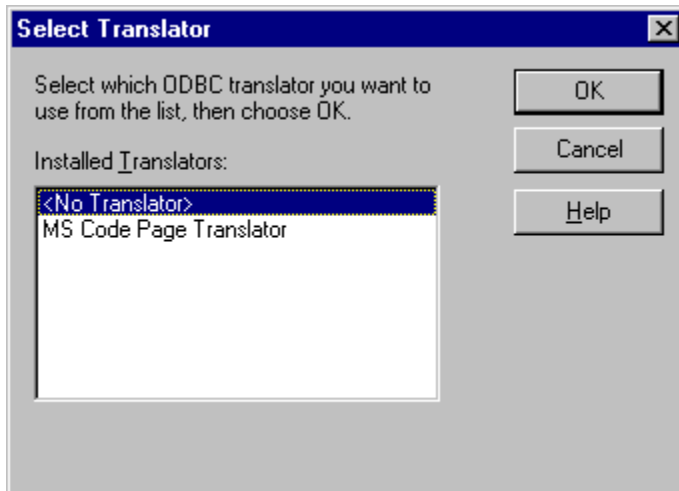 Select Translator
Select which ODBC translator you want to
use from the list, then choose OK.
Installed Translators:
<No Translator>
MS Code Page Translator
OK
Cancel
Help